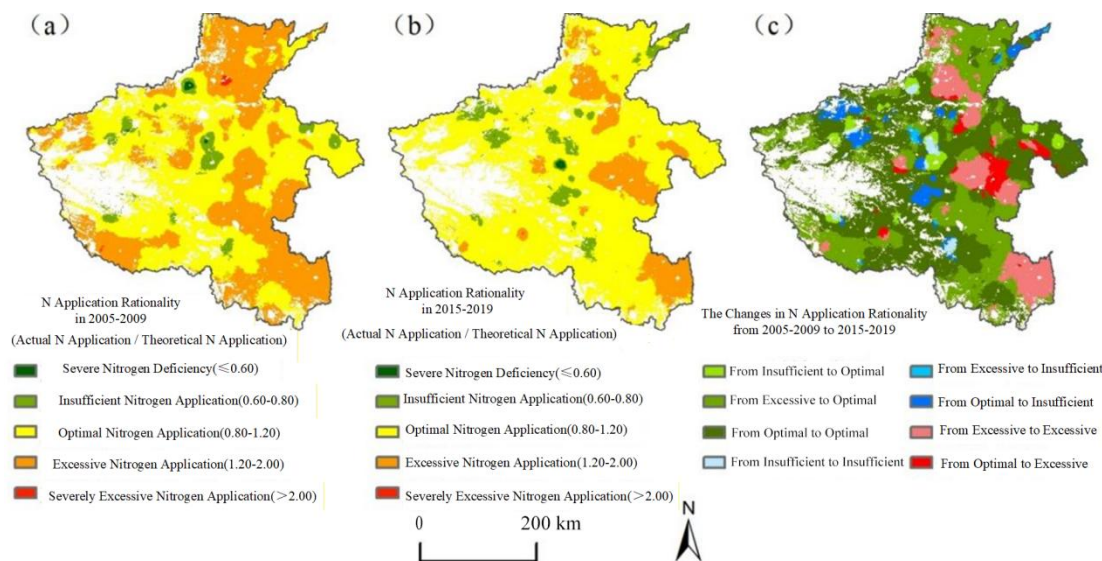 (a)
(b)
(c)
N Application Rationality
in 2005-2009
(Actual N Application / Theoretical N Application)
Severe Nitrogen Deficiency(≤0.60)
Insufficient Nitrogen Application(0.60-0.80)
Optimal Nitrogen Application(0.80-1.20)
Excessive Nitrogen Application(1.20-2.00)
Severely Excessive Nitrogen Application(>2.00)
N Application Rationality
in 2015-2019
(Actual N Application / Theoretical N Application)
Severe Nitrogen Deficiency(≤0.60)
Insufficient Nitrogen Application(0.60-0.80)
Optimal Nitrogen Application(0.80-1.20)
Excessive Nitrogen Application(1.20-2.00)
Severely Excessive Nitrogen Application(>2.00)
The Changes in N Application Rationality
from 2005-2009 to 2015-2019
From Insufficient to Optimal
From Excessive to Optimal
From Optimal to Optimal
From Insufficient to Insufficient
From Excessive to Insufficient
From Optimal to Insufficient
From Excessive to Excessive
From Optimal to Excessive
0
200 km
N